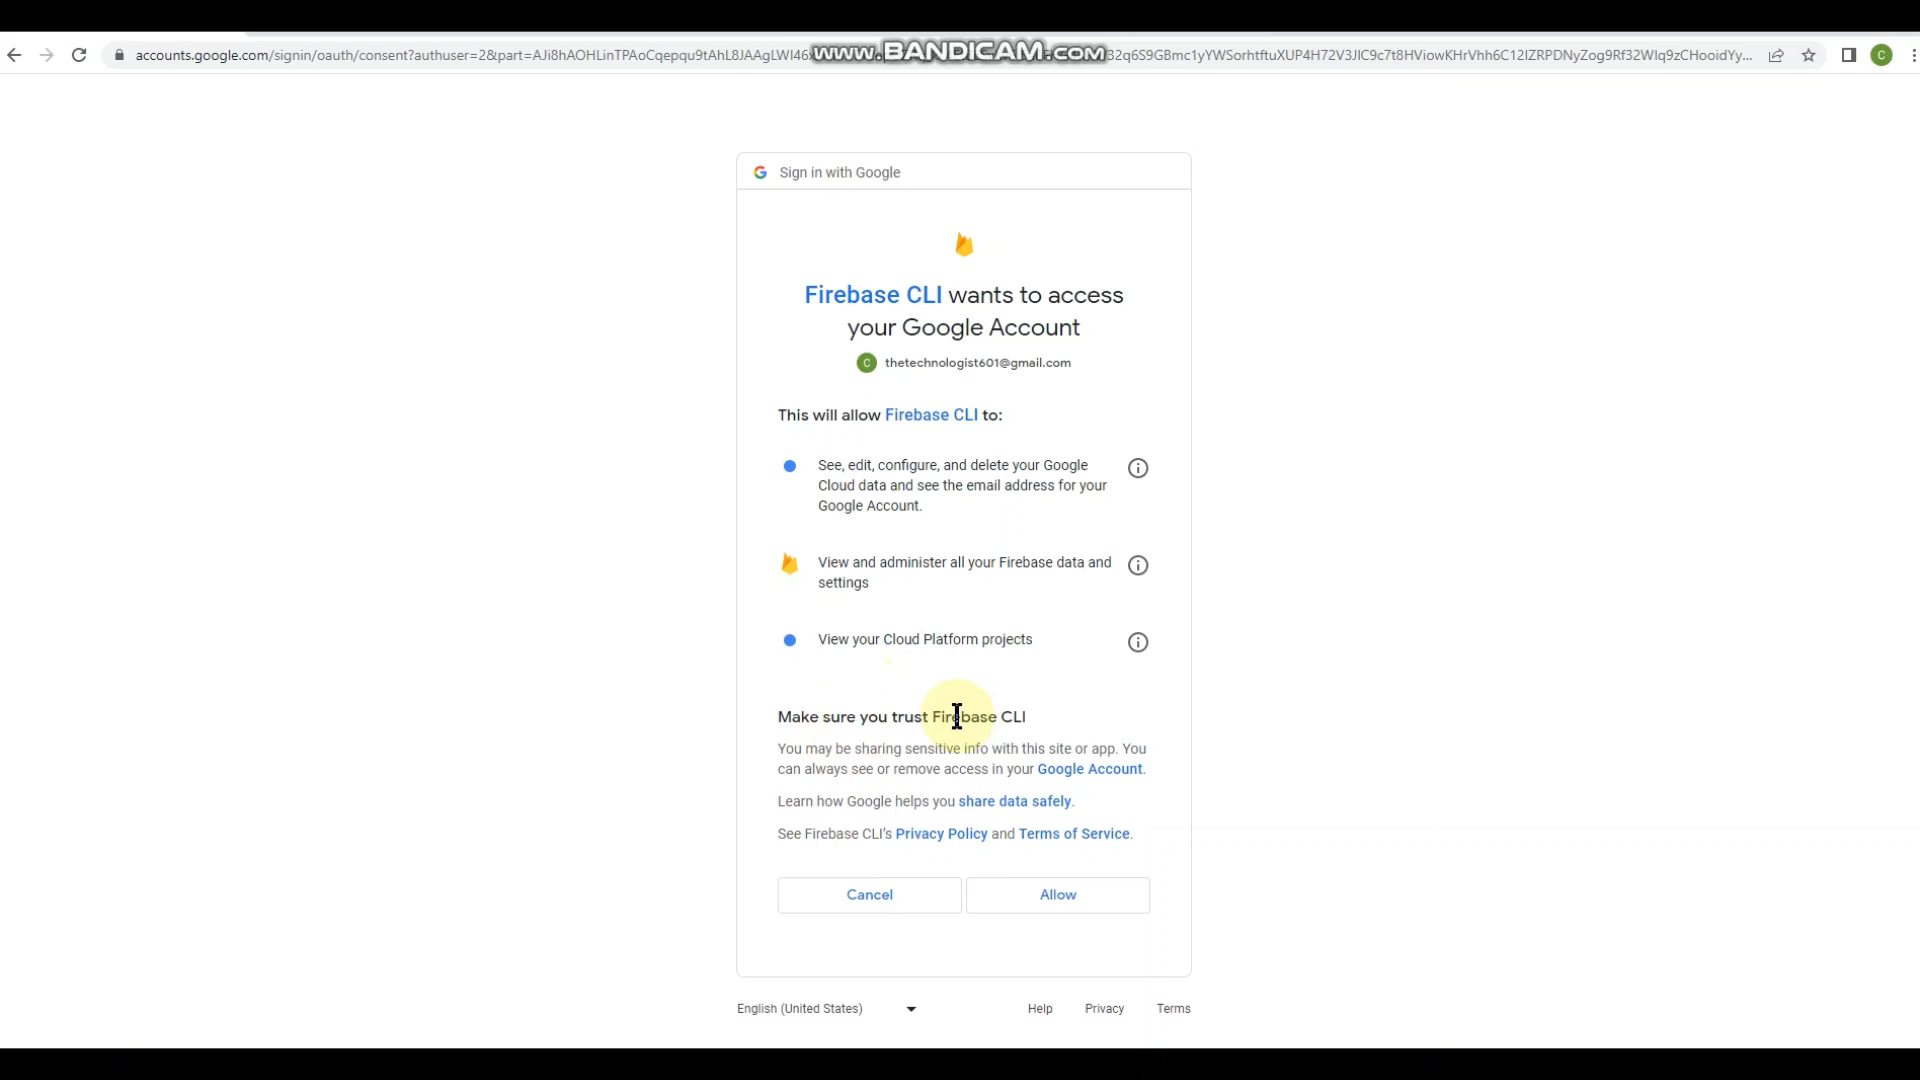 accounts.google.com/signin/oauth/consent?authuser=2&part=
www.BANDICAM.com
C
Sign in with Google
Firebase CLI wants to access
your Google Account
C thetechnologist601@gmail.com
This will allow Firebase CLI to:
See, edit, configure, and delete your Google
Cloud data and see the email address for your
Google Account.
View and administer all your Firebase data and
settings
View your Cloud Platform projects
Make sure you trust Firebase CLI
You may be sharing sensitive info with this site or app. You
can always see or remove access in your Google Account.
Learn how Google helps you share data safely.
See Firebase CLI's Privacy Policy and Terms of Service.
Cancel Allow
English (United States) Help Privacy Terms